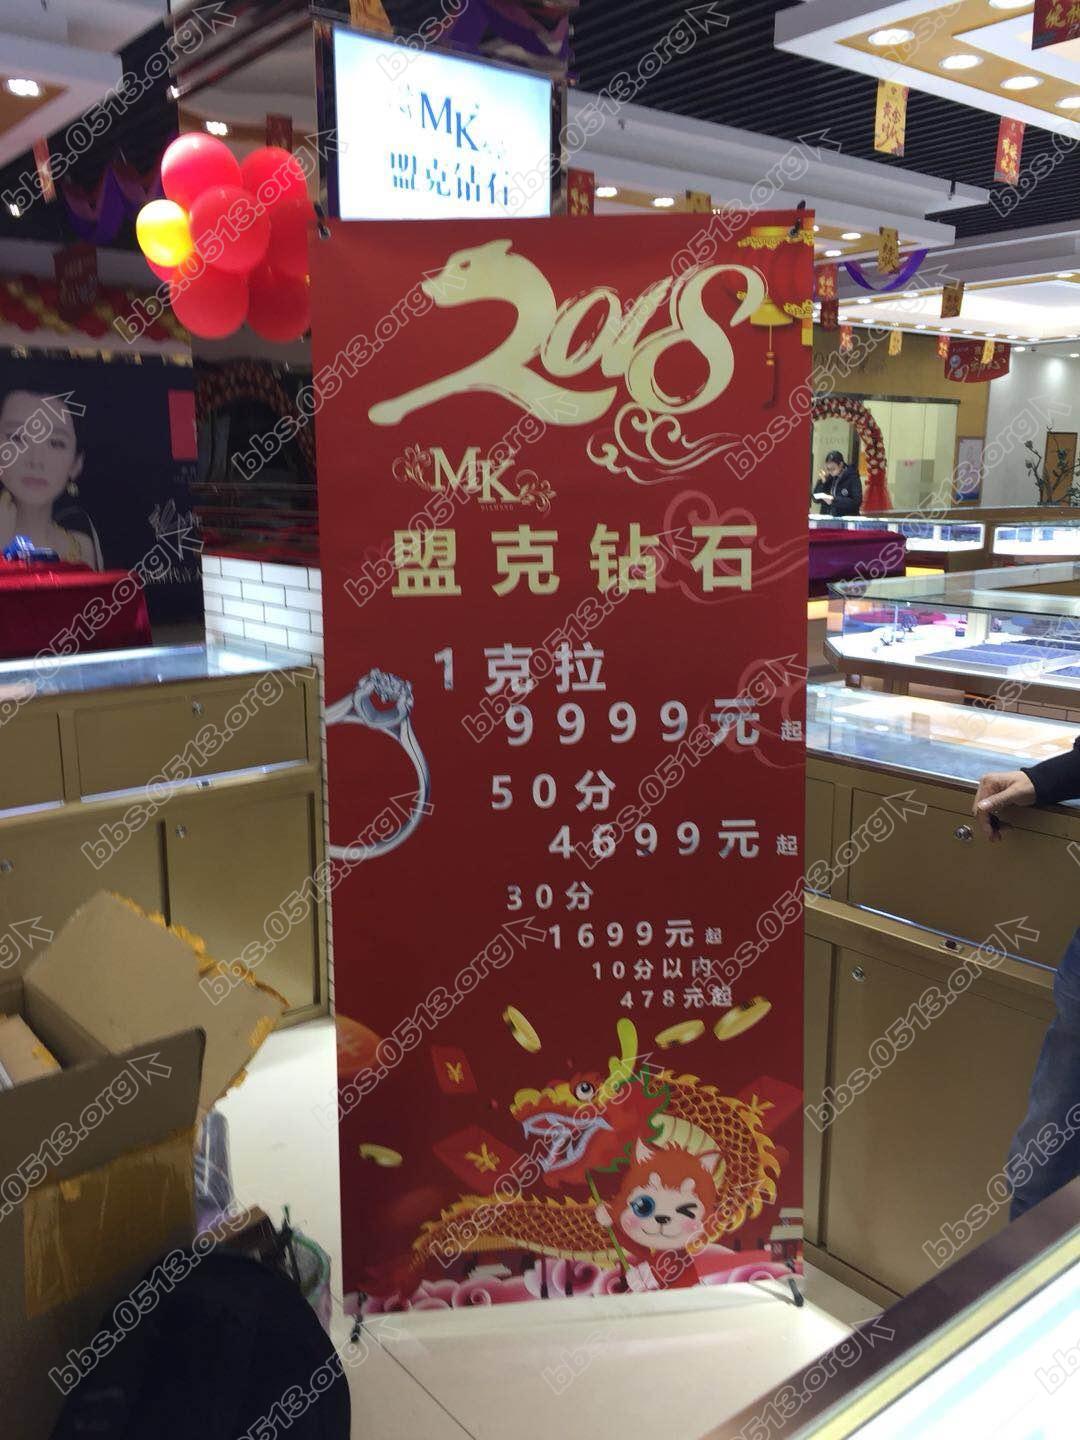 MK
盟克钻石
2018
MK
DIAMOND
盟克钻石
1克拉
9999元起
50分
4699元起
30分
1699元起
10分以内
478元起
bbs.0513.org